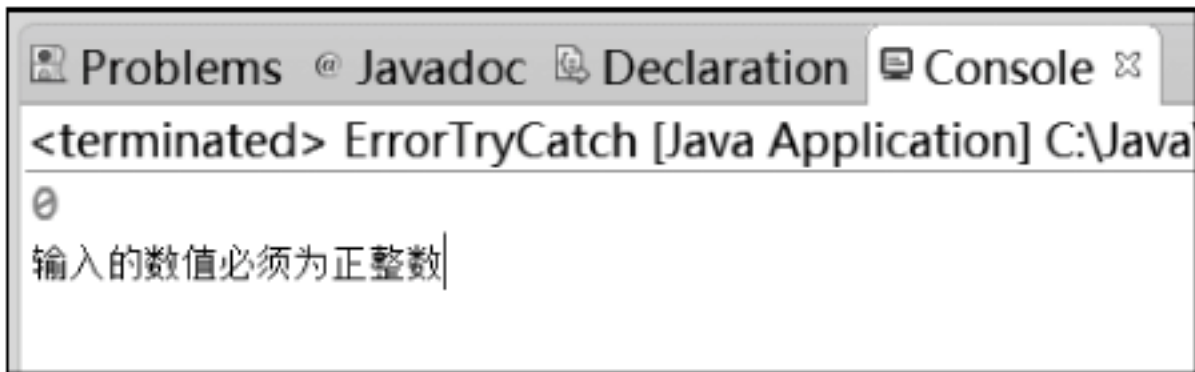 Problems @ Javadoc Declaration Console
<terminated> ErrorTryCatch [Java Application] C:\Java
0
输入的数值必须为正整数